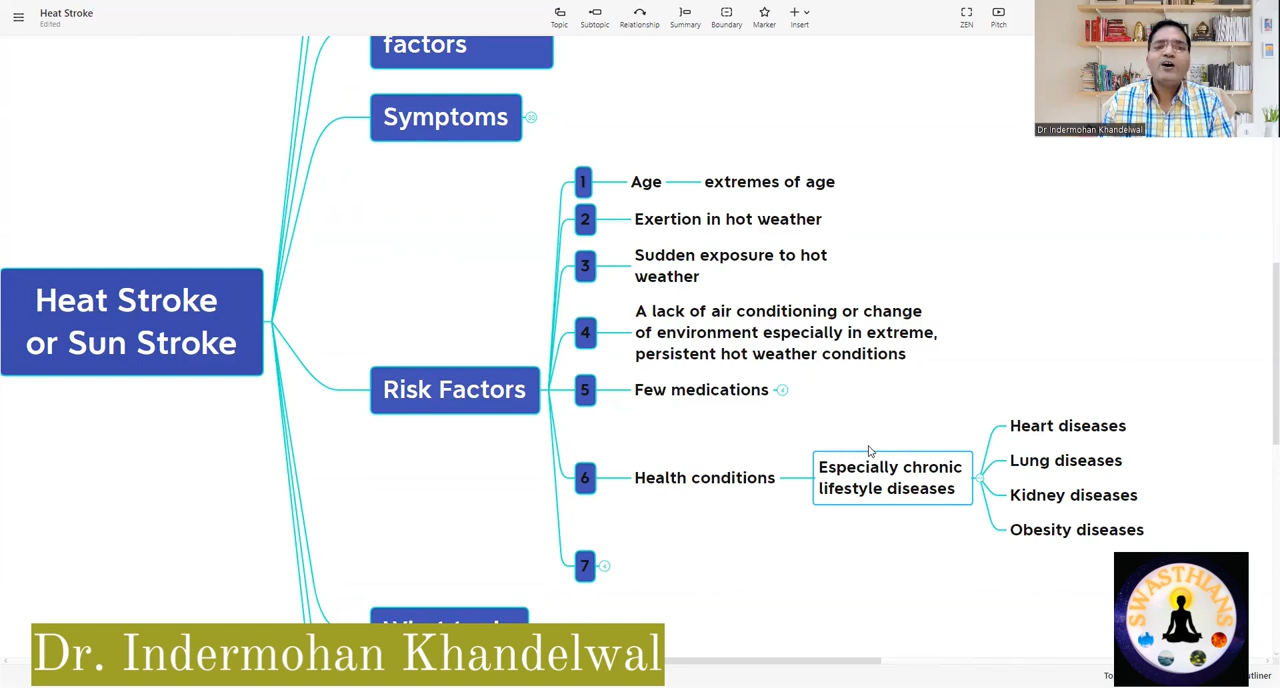 Heat Stroke
Edited
Topic
Subtopic
Relationship
Summary
Boundary
Marker
Insert
ZEN
Pitch
Dr Indermohan Khandelwal
factors
Symptoms
30
1
Age
extremes of age
2
Exertion in hot weather
3
Sudden exposure to hot
weather
Heat Stroke
or Sun Stroke
4
A lack of air conditioning or change
of environment especially in extreme,
persistent hot weather conditions
Risk Factors
5
Few medications
4
6
Health conditions
Especially chronic
lifestyle diseases
Heart diseases
Lung diseases
Kidney diseases
Obesity diseases
7
4
Dr. Indermohan Khandelwal
SWASTHIANS